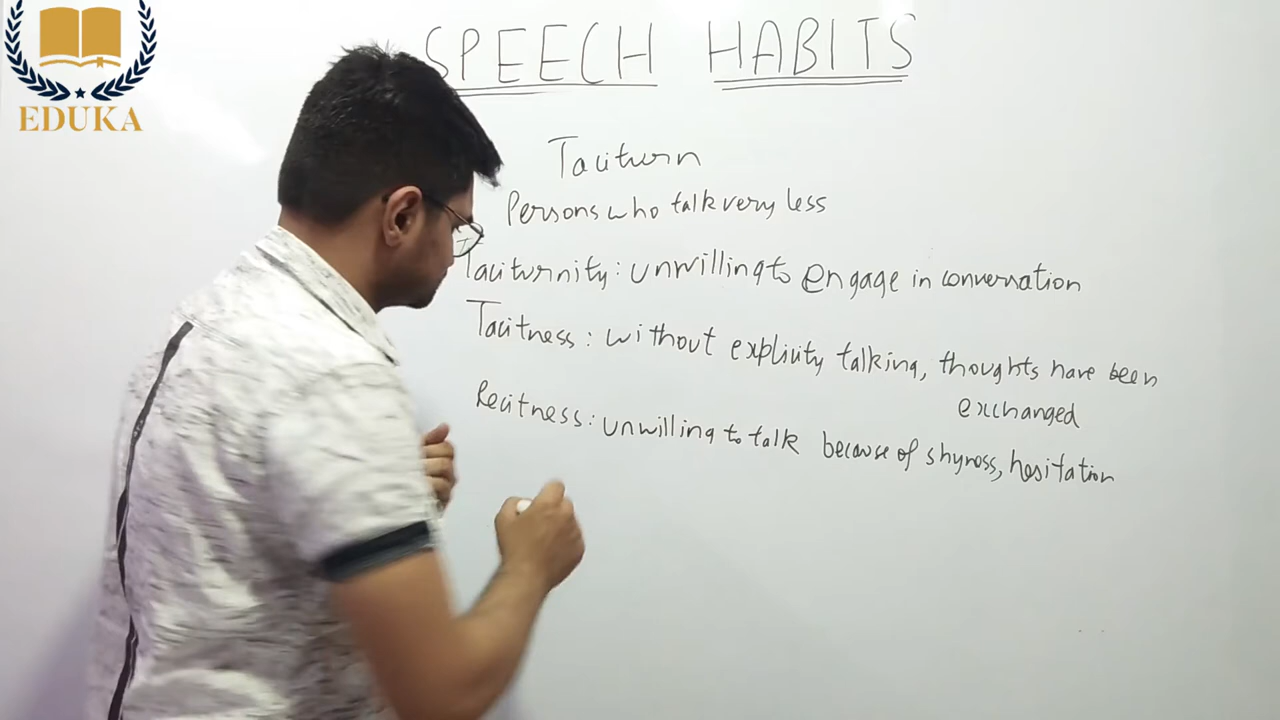 EDUKA
SPEECH HABITS
Taciturn
Persons who talk very less
Taciturnity: unwilling to engage in conversation
Tacitness: without explicity talking, thoughts have been
exchanged
Recitness: unwilling to talk because of shyness, hesitation